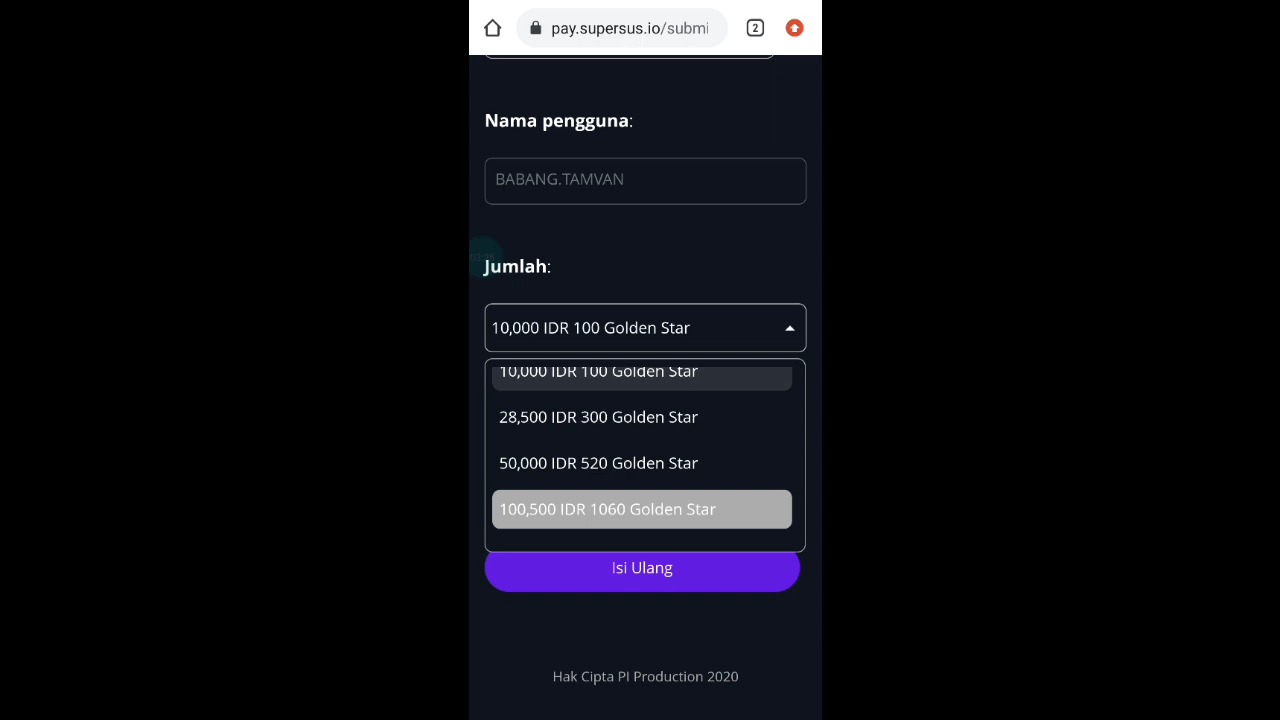 pay.supersus.io/submi
2
Nama pengguna:
BABANG.TAMVAN
Jumlah:
10,000 IDR 100 Golden Star
10,000 IDR 100 Golden Star
28,500 IDR 300 Golden Star
50,000 IDR 520 Golden Star
100,500 IDR 1060 Golden Star
Isi Ulang
Hak Cipta PI Production 2020